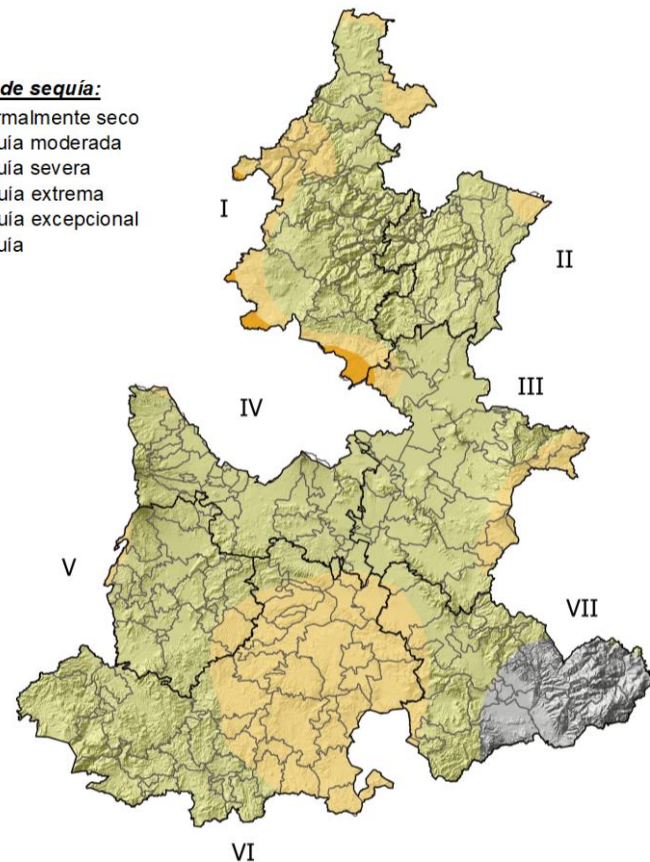 de sequía:
rmalmente seco
uía moderada
uía severa
uía extrema
uía excepcional
uía
I
II
III
IV
V
VII
VI